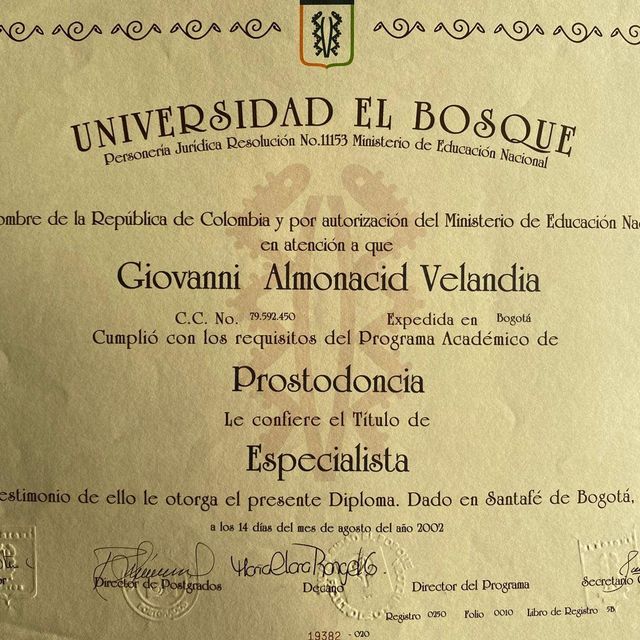 UNIVERSIDAD EL BOSQUE
Personería Jurídica Resolución No.11153 Ministerio de Educación Nacional
ombre de la República de Colombia y por autorización del Ministerio de Educación Na
en atención a que
Giovanni Almonacid Velandia
C.C. No. 79.592.450 Expedida en Bogotá
Cumplió con los requisitos del Programa Académico de
Prostodoncia
Le confiere el Título de
Especialista
estimonio de ello le otorga el presente Diploma. Dado en Santafé de Bogotá,
a los 14 días del mes de agosto del año 2002
or Director de Postgrados Decano Director del Programa Secretario
Registro 0250 Folio 0010 Libro de Registro 5B
19382 - 020